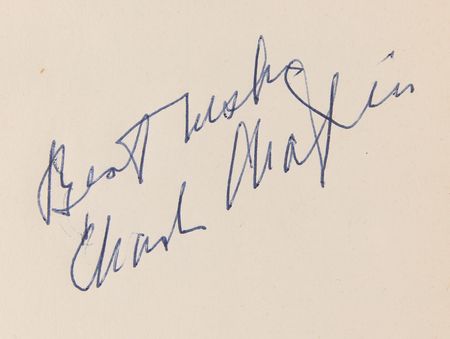 Best Wishes
Charlie Chaplin